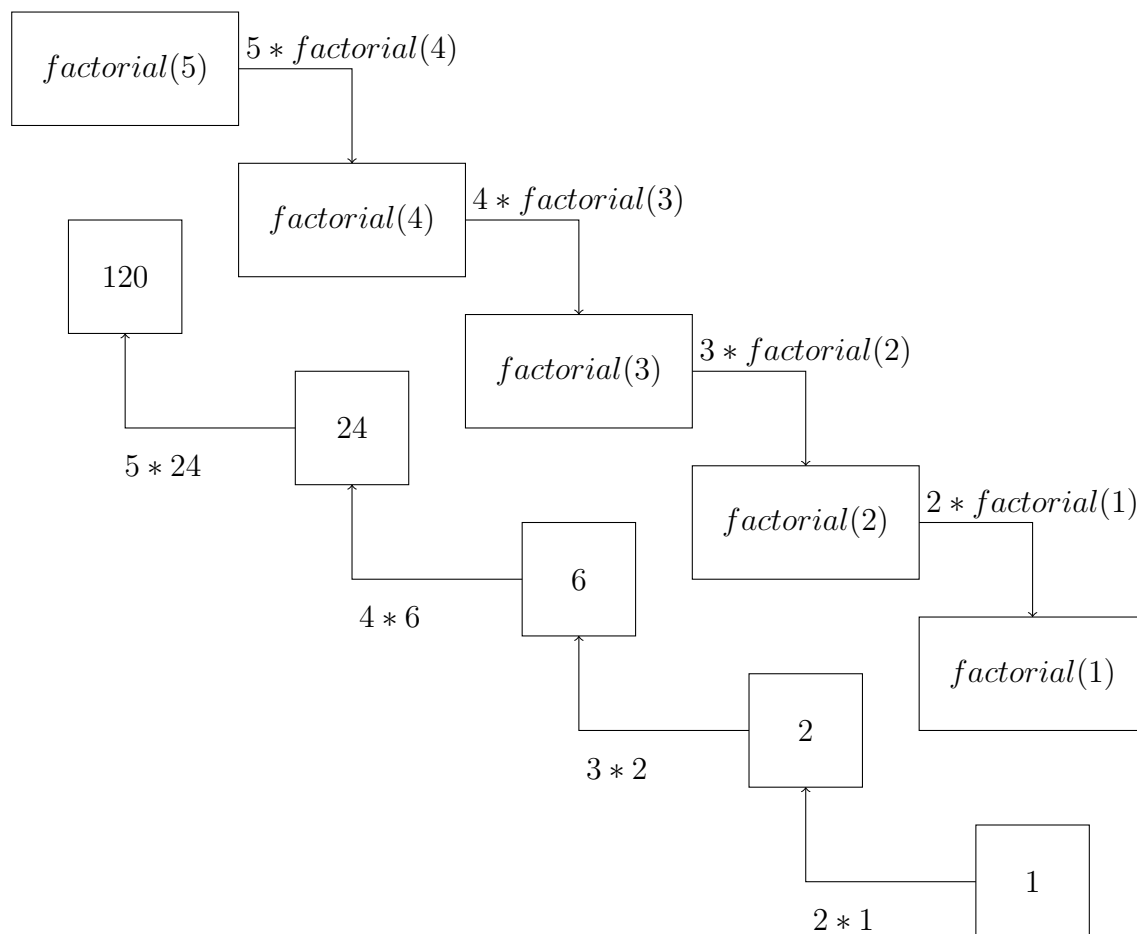 factorial(5)
5 ∗ factorial(4)
factorial(4)
4 ∗ factorial(3)
120
factorial(3)
3 ∗ factorial(2)
24
5 ∗ 24
factorial(2)
2 ∗ factorial(1)
6
4 ∗ 6
factorial(1)
2
3 ∗ 2
1
2 ∗ 1